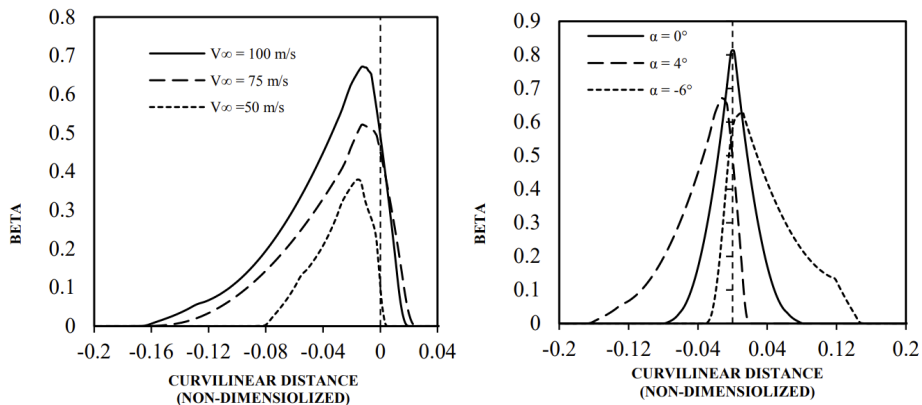 0.8
0.7
0.6
0.5
0.4
0.3
0.2
0.1
0
BETA
V∞ = 100 m/s
V∞ = 75 m/s
V∞ =50 m/s
-0.2 -0.16 -0.12 -0.08 -0.04 0 0.04
CURVILINEAR DISTANCE
(NON-DIMENSIOLIZED)
0.9
0.8
0.7
0.6
0.5
0.4
0.3
0.2
0.1
0
BETA
α = 0°
α = 4°
α = -6°
-0.2 -0.12 -0.04 0.04 0.12 0.2
CURVILINEAR DISTANCE
(NON-DIMENSIOLIZED)